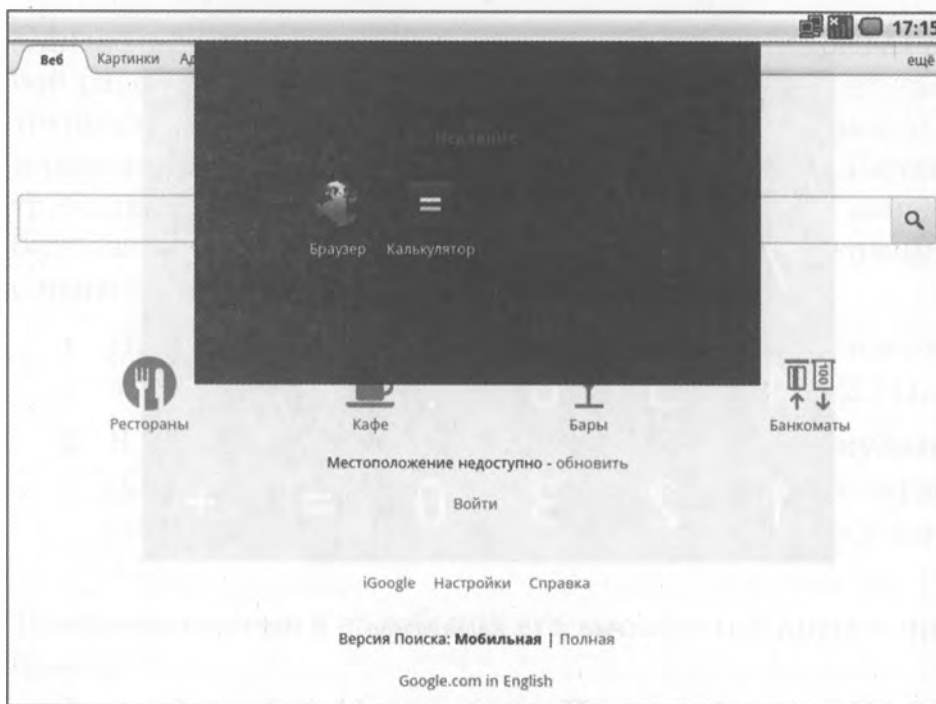 17:15
Веб Картинки
ещё
Недавние
Браузер Калькулятор
Рестораны Кафе Бары Банкоматы
Местоположение недоступно - обновить
Войти
iGoogle Настройки Справка
Версия Поиска: Мобильная | Полная
Google.com in English